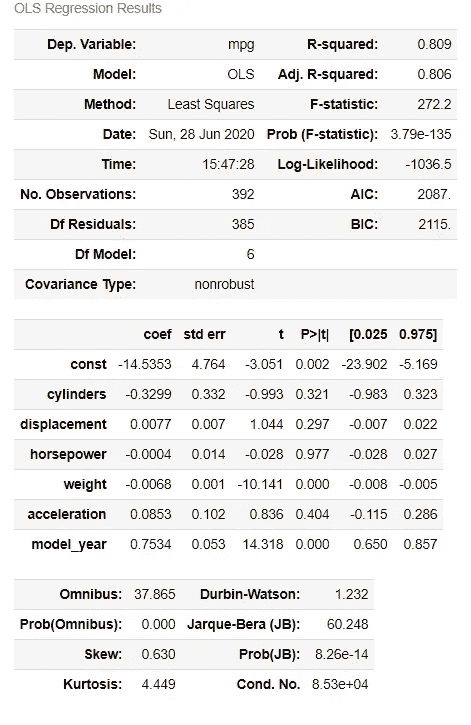 OLS Regression Results
Dep. Variable: mpg R-squared: 0.809
Model: OLS Adj. R-squared: 0.806
Method: Least Squares F-statistic: 272.2
Date: Sun, 28 Jun 2020 Prob (F-statistic): 3.79e-135
Time: 15:47:28 Log-Likelihood: -1036.5
No. Observations: 392 AIC: 2087.
Df Residuals: 385 BIC: 2115.
Df Model: 6
Covariance Type: nonrobust
coef std err t P>|t| [0.025 0.975]
const -14.5353 4.764 -3.051 0.002 -23.902 -5.169
cylinders -0.3299 0.332 -0.993 0.321 -0.983 0.323
displacement 0.0077 0.007 1.044 0.297 -0.007 0.022
horsepower -0.0004 0.014 -0.028 0.977 -0.028 0.027
weight -0.0068 0.001 -10.141 0.000 -0.008 -0.005
acceleration 0.0853 0.102 0.836 0.404 -0.115 0.286
model_year 0.7534 0.053 14.318 0.000 0.650 0.857
Omnibus: 37.865 Durbin-Watson: 1.232
Prob(Omnibus): 0.000 Jarque-Bera (JB): 60.248
Skew: 0.630 Prob(JB): 8.26e-14
Kurtosis: 4.449 Cond. No. 8.53e+04